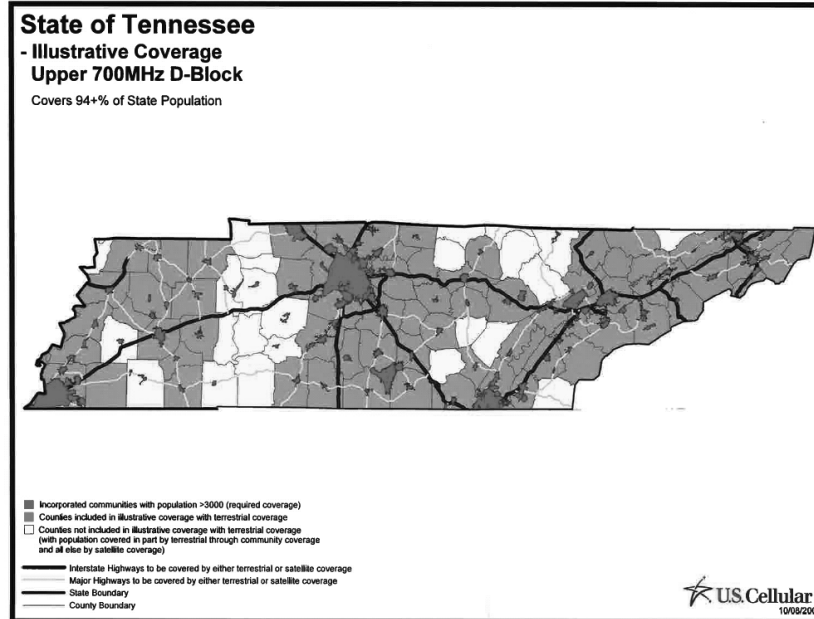 State of Tennessee
- Illustrative Coverage
Upper 700MHz D-Block
Covers 94+% of State Population
Incorporated communities with population >3000 (required coverage)
Counties included in illustrative coverage with terrestrial coverage
Counties not included in illustrative coverage with terrestrial coverage
(with population covered in part by terrestrial through community coverage
and all else by satellite coverage)
Interstate Highways to be covered by either terrestrial or satellite coverage
Major Highways to be covered by either terrestrial or satellite coverage
State Boundary
County Boundary
U.S. Cellular
10/08/200